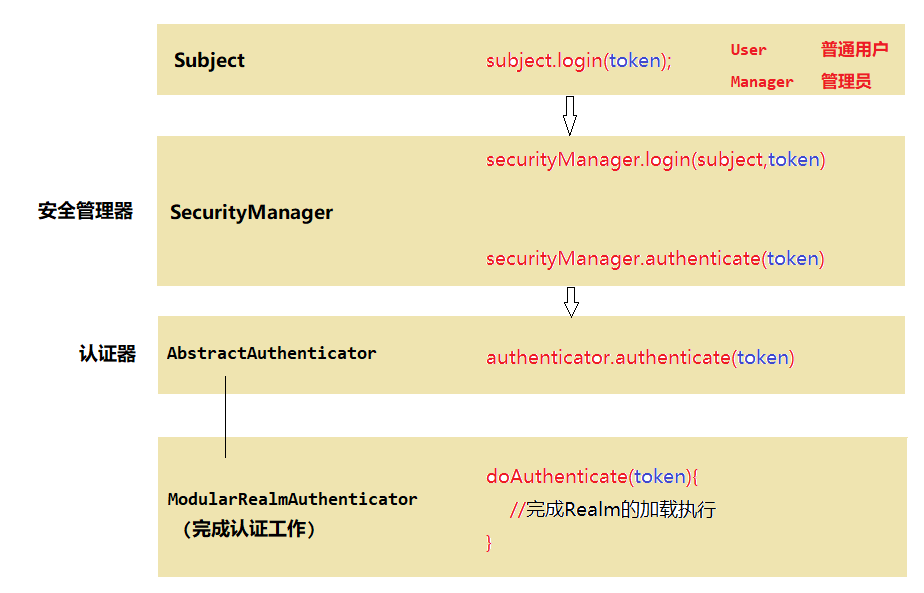 Subject
subject.login(token);
User 普通用户
Manager 管理员
securityManager.login(subject,token)
安全管理器
SecurityManager
securityManager.authenticate(token)
认证器
AbstractAuthenticator
authenticator.authenticate(token)
doAuthenticate(token){
//完成Realm的加载执行
}
ModularRealmAuthenticator
（完成认证工作）